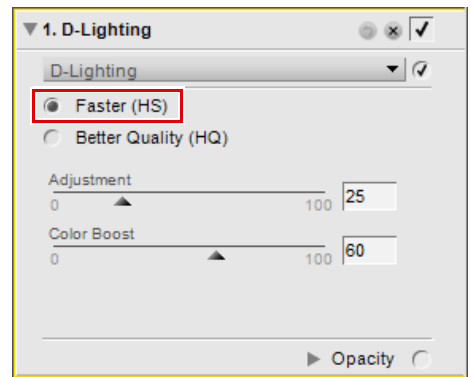 1. D-Lighting
D-Lighting
Faster (HS)
Better Quality (HQ)
Adjustment
0 100 25
Color Boost
0 100 60
Opacity